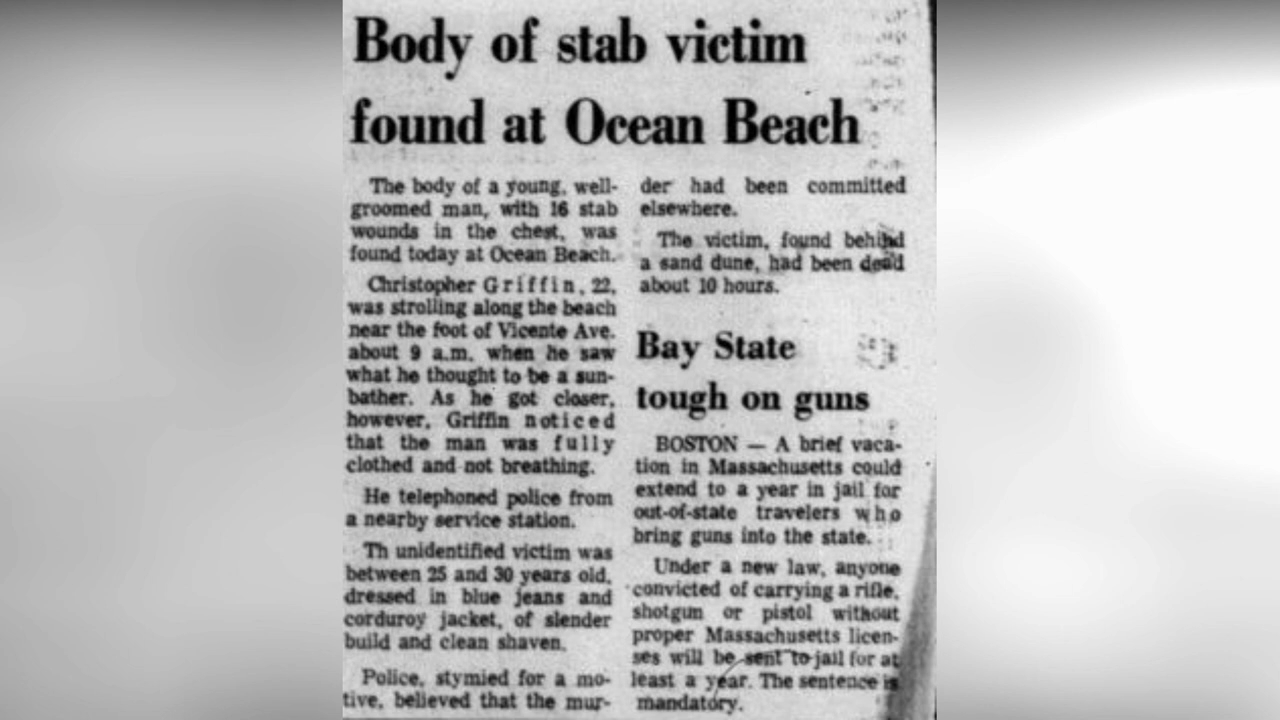 Body of stab victim
found at Ocean Beach
The body of a young, well-
groomed man, with 16 stab
wounds in the chest, was
found today at Ocean Beach.
Christopher Griffin, 22,
was strolling along the beach
near the foot of Vicente Ave.
about 9 a.m. when he saw
what he thought to be a sun-
bather. As he got closer,
however, Griffin noticed
that the man was fully
clothed and not breathing.
He telephoned police from
a nearby service station.
Th unidentified victim was
between 25 and 30 years old,
dressed in blue jeans and
corduroy jacket, of slender
build and clean shaven.
Police, stymied for a mo-
tive, believed that the mur-
der had been committed
elsewhere.
The victim, found behind
a sand dune, had been dead
about 10 hours.
Bay State
tough on guns
BOSTON — A brief vaca-
tion in Massachusetts could
extend to a year in jail for
out-of-state travelers who
bring guns into the state.
Under a new law, anyone
convicted of carrying a rifle,
shotgun or pistol without
proper Massachusetts licen-
ses will be sent to jail for at
least a year. The sentence is
mandatory.